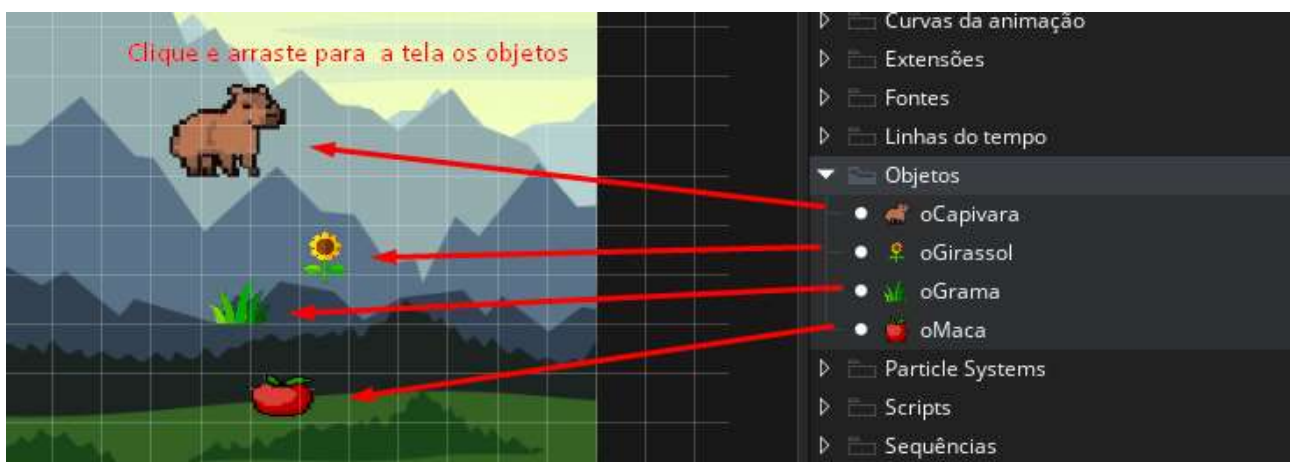 Clique e arraste para a tela os objetos
Curvas da animação
Extensões
Fontes
Linhas do tempo
Objetos
oCapivara
oGirassol
oGrama
oMaca
Particle Systems
Scripts
Sequências